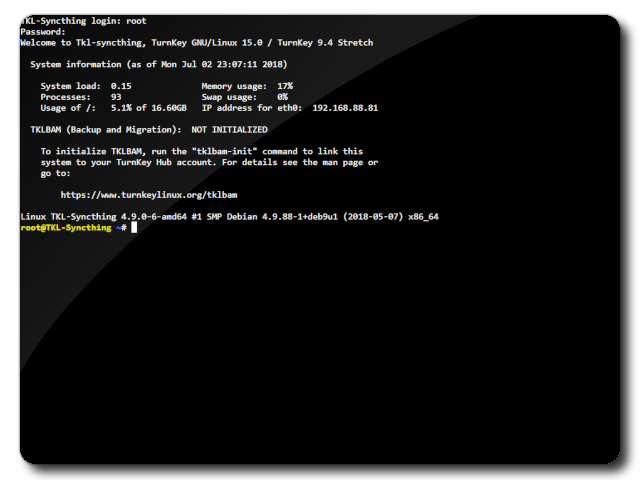 TKL-Syncthing login: root
Password:
Welcome to Tkl-syncthing, TurnKey GNU/Linux 15.0 / TurnKey 9.4 Stretch
System information (as of Mon Jul 02 23:07:11 2018)
System load: 0.15 Memory usage: 17%
Processes: 93 Swap usage: 0%
Usage of /: 5.1% of 16.60GB IP address for eth0: 192.168.88.81
TKLBAM (Backup and Migration): NOT INITIALIZED
To initialize TKLBAM, run the "tklbam-init" command to link this
system to your TurnKey Hub account. For details see the man page or
go to:
https://www.turnkeylinux.org/tklbam
Linux TKL-Syncthing 4.9.0-6-amd64 #1 SMP Debian 4.9.88-1+deb9u1 (2018-05-07) x86_64
root@TKL-Syncthing ~#